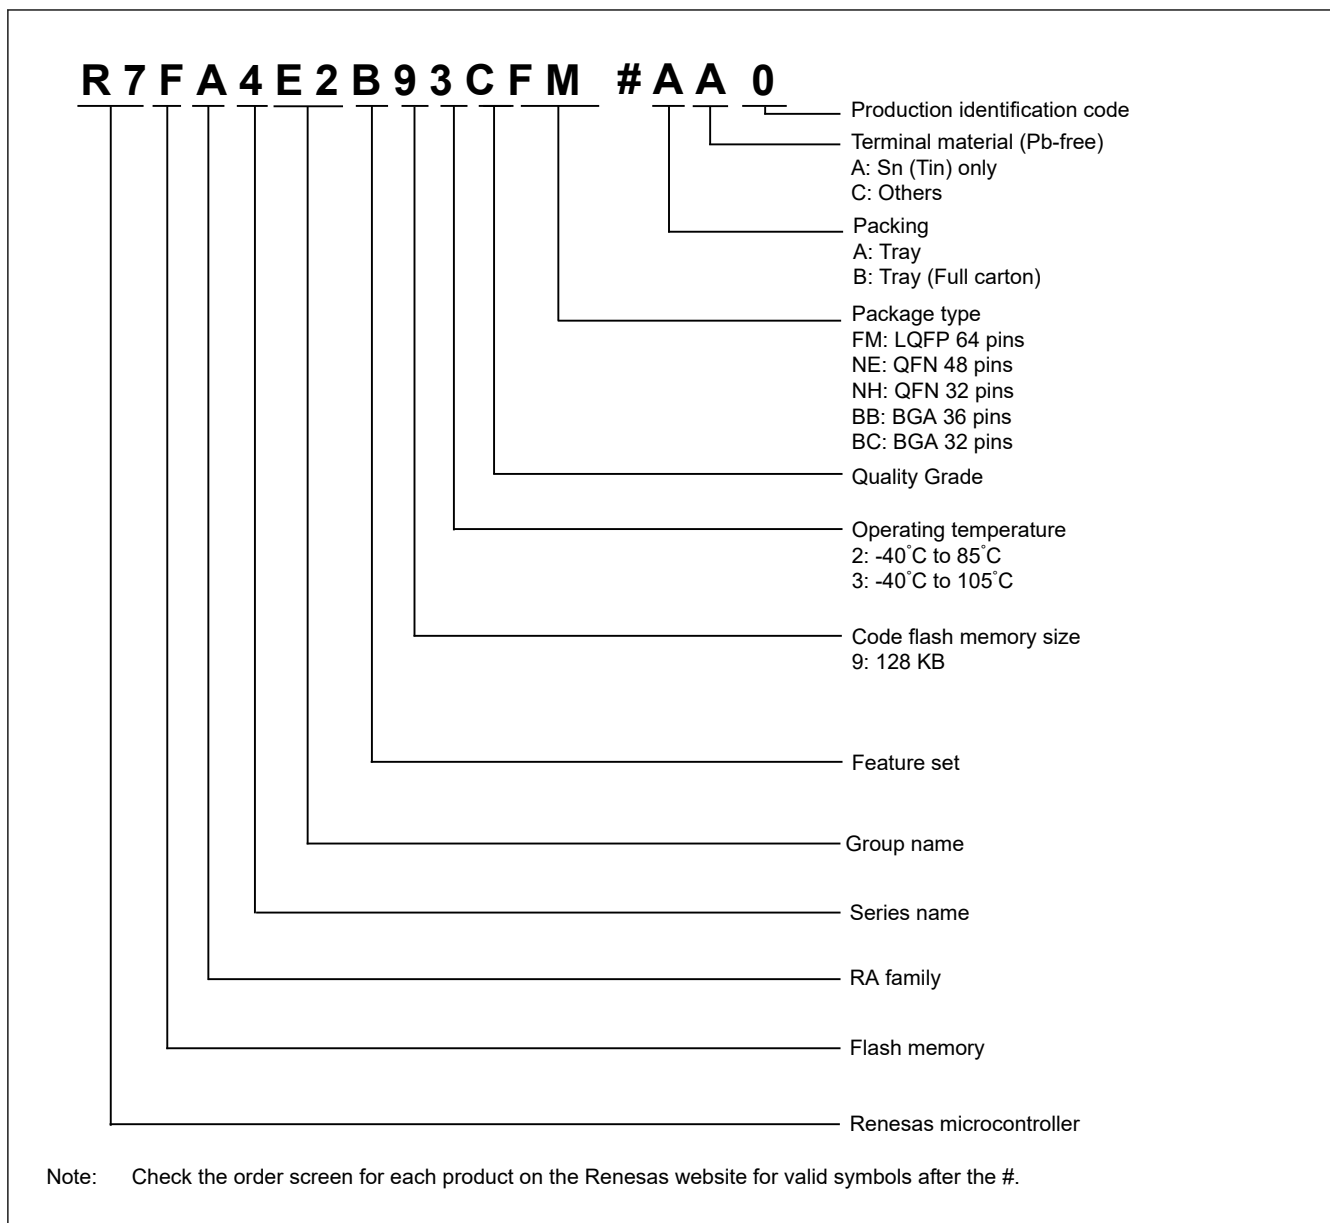 R7FA4E2B93CFM #AA0
Production identification code
Terminal material (Pb-free)
A: Sn (Tin) only
C: Others
Packing
A: Tray
B: Tray (Full carton)
Package type
FM: LQFP 64 pins
NE: QFN 48 pins
NH: QFN 32 pins
BB: BGA 36 pins
BC: BGA 32 pins
Quality Grade
Operating temperature
2: -40°C to 85°C
3: -40°C to 105°C
Code flash memory size
9: 128 KB
Feature set
Group name
Series name
RA family
Flash memory
Renesas microcontroller
Note: Check the order screen for each product on the Renesas website for valid symbols after the #.